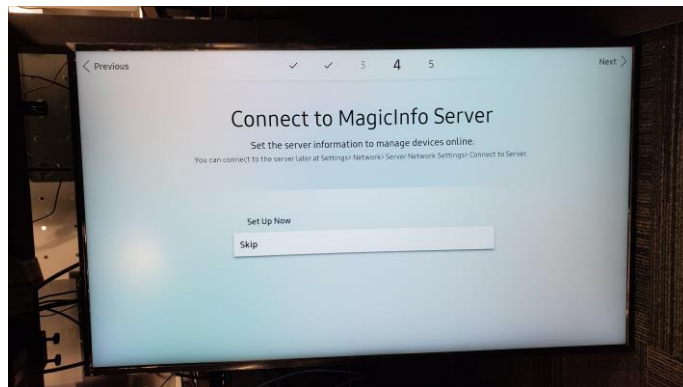 Previous
3 4 5
Next
Connect to MagicInfo Server
Set the server information to manage devices online.
You can connect to the server later at Settings> Network> Server Network Settings> Connect to Server.
Set Up Now
Skip